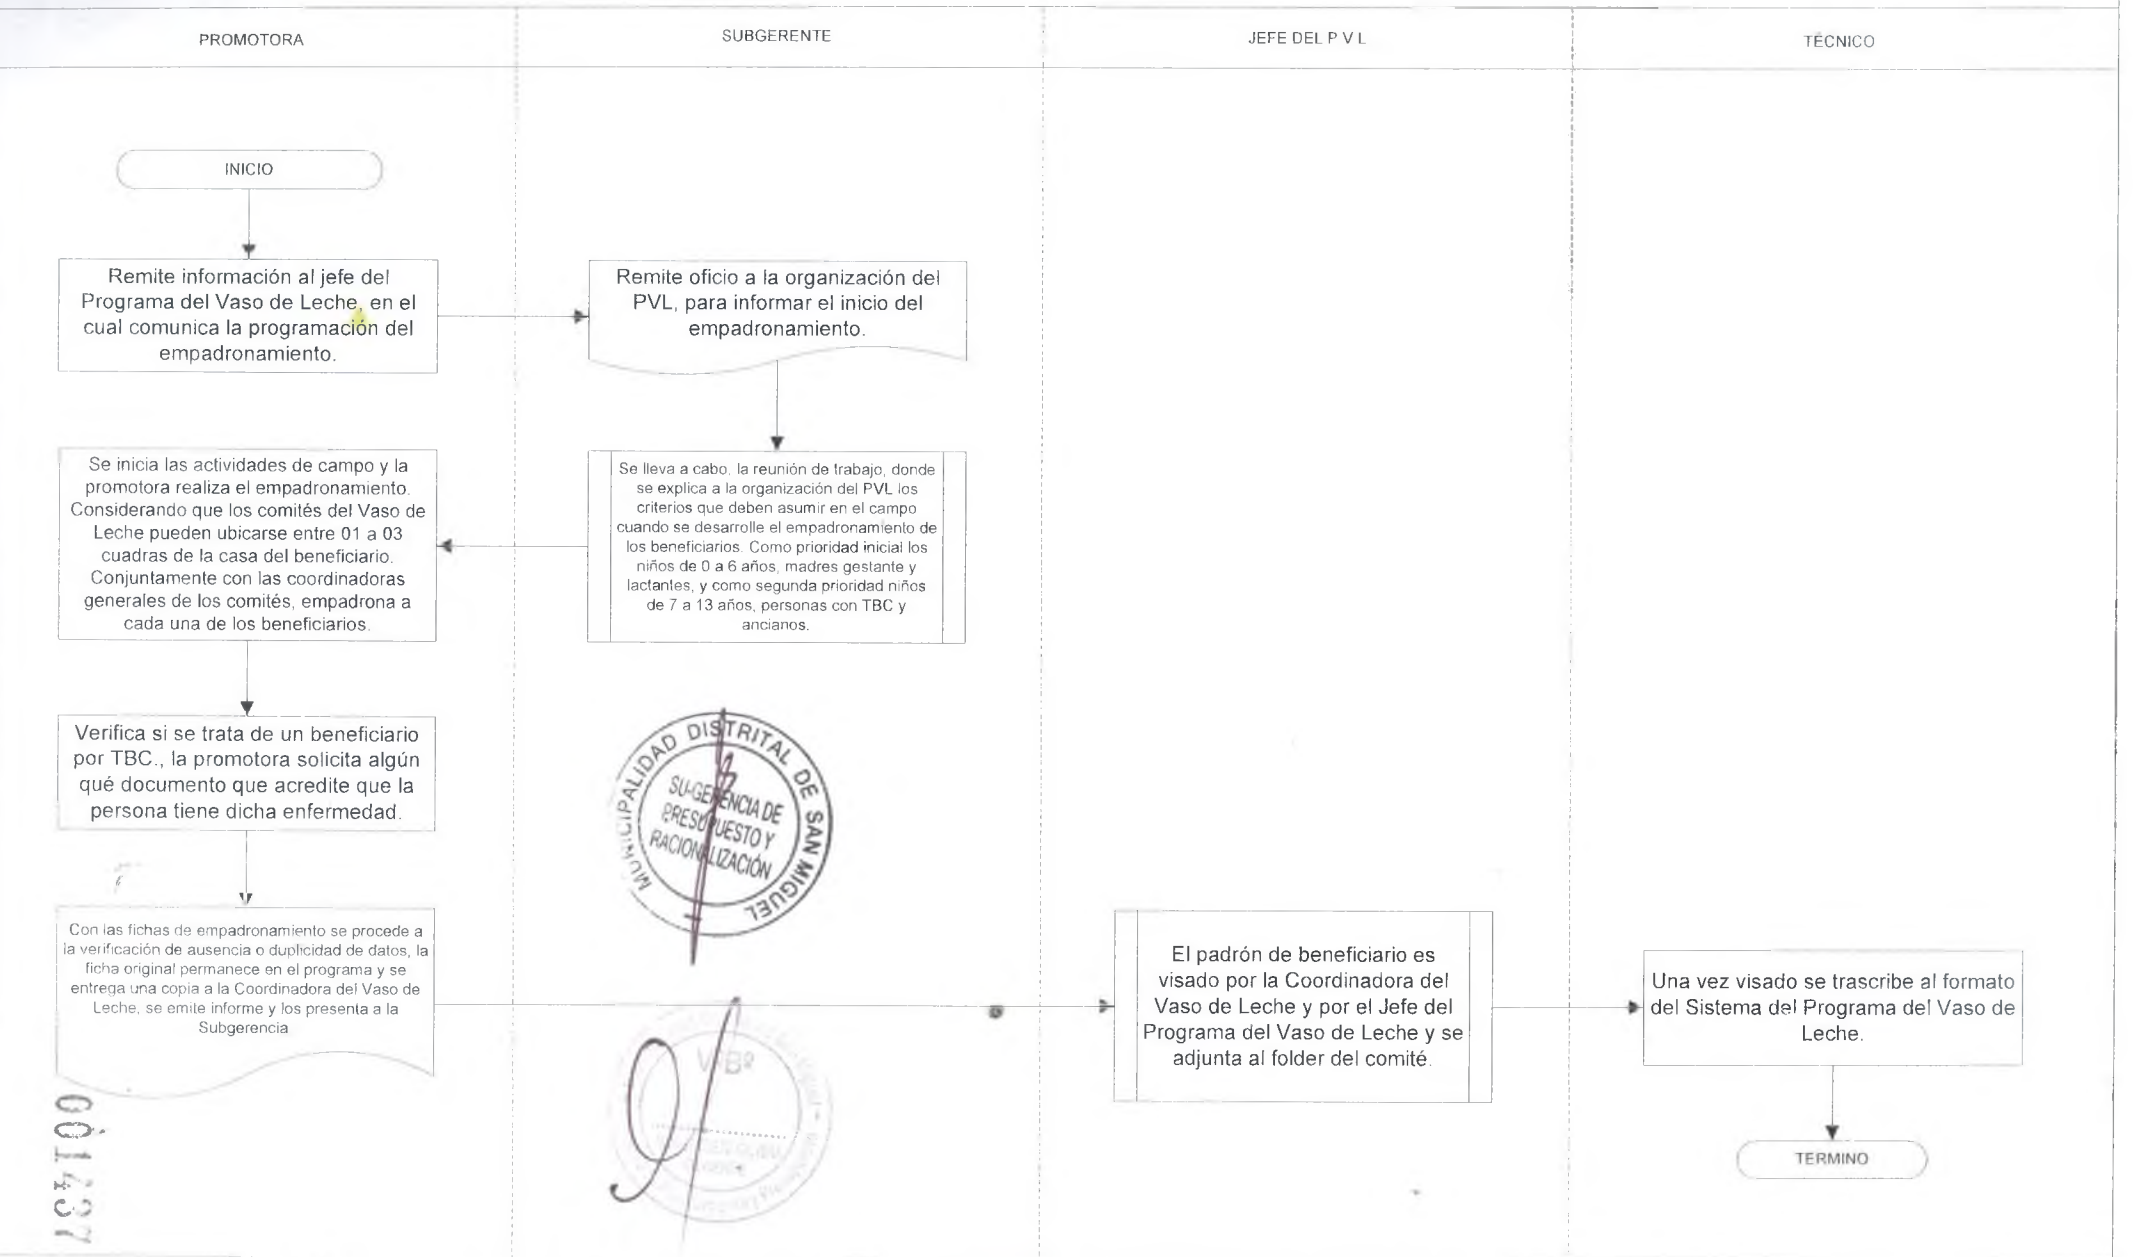 PROMOTORA
SUBGERENTE
JEFE DEL P V L
TÉCNICO
INICIO
Remite información al jefe del
Programa del Vaso de Leche, en el
cual comunica la programación del
empadronamiento.
Remite oficio a la organización del
PVL, para informar el inicio del
empadronamiento.
Se lleva a cabo, la reunión de trabajo, donde
se explica a la organización del PVL los
criterios que deben asumir en el campo
cuando se desarrolle el empadronamiento de
los beneficiarios. Como prioridad inicial los
niños de 0 a 6 años, madres gestante y
lactantes, y como segunda prioridad niños
de 7 a 13 años, personas con TBC y
ancianos.
Se inicia las actividades de campo y la
promotora realiza el empadronamiento.
Considerando que los comités del Vaso de
Leche pueden ubicarse entre 01 a 03
cuadras de la casa del beneficiario.
Conjuntamente con las coordinadoras
generales de los comités, empadrona a
cada una de los beneficiarios.
Verifica si se trata de un beneficiario
por TBC., la promotora solicita algún
qué documento que acredite que la
persona tiene dicha enfermedad.
Con las fichas de empadronamiento se procede a
la verificación de ausencia o duplicidad de datos, la
ficha original permanece en el programa y se
entrega una copia a la Coordinadora del Vaso de
Leche, se emite informe y los presenta a la
Subgerencia
El padrón de beneficiario es
visado por la Coordinadora del
Vaso de Leche y por el Jefe del
Programa del Vaso de Leche y se
adjunta al folder del comité.
Una vez visado se trascribe al formato
del Sistema del Programa del Vaso de
Leche.
TERMINO
MUNICIPALIDAD DISTRITAL DE SAN MIGUEL
SU-GERENCIA DE
PRESUPUESTO Y
RACIONALIZACIÓN
VºBº
001437